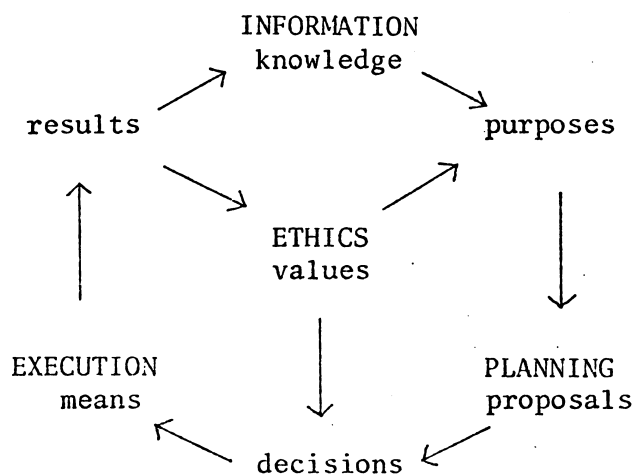 INFORMATION
knowledge
results
purposes
ETHICS
values
EXECUTION
means
PLANNING
proposals
decisions